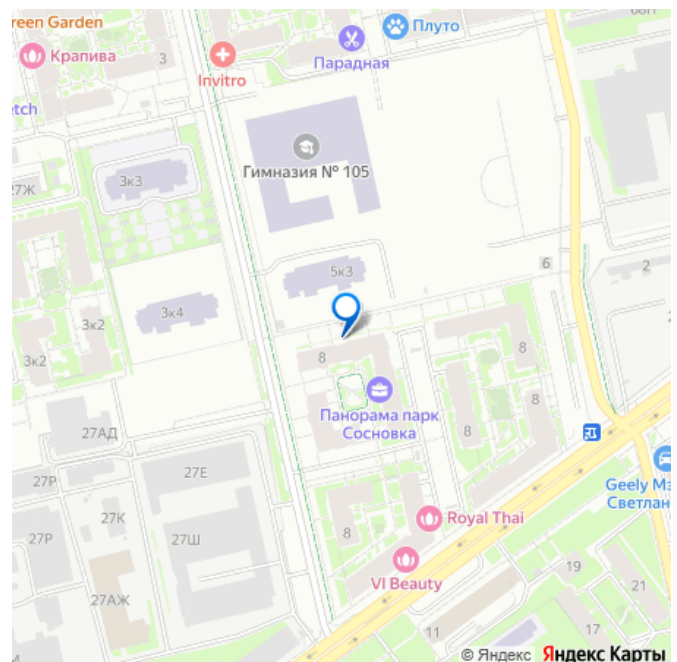 reen Garden
Крапива
3
Invitro
Парадная
Плуто
etch
Гимназия № 105
27Ж
3к3
5к3
6
2
3к4
3к2
3к2
8
8
8
8
8
Панорама парк
Сосновка
27АД
27Р
27Е
27К
27Р
27Ш
27АЖ
Royal Thai
VI Beauty
Geely Мэ
Светлан
19
21
11
17
© Яндекс Яндекс Карты